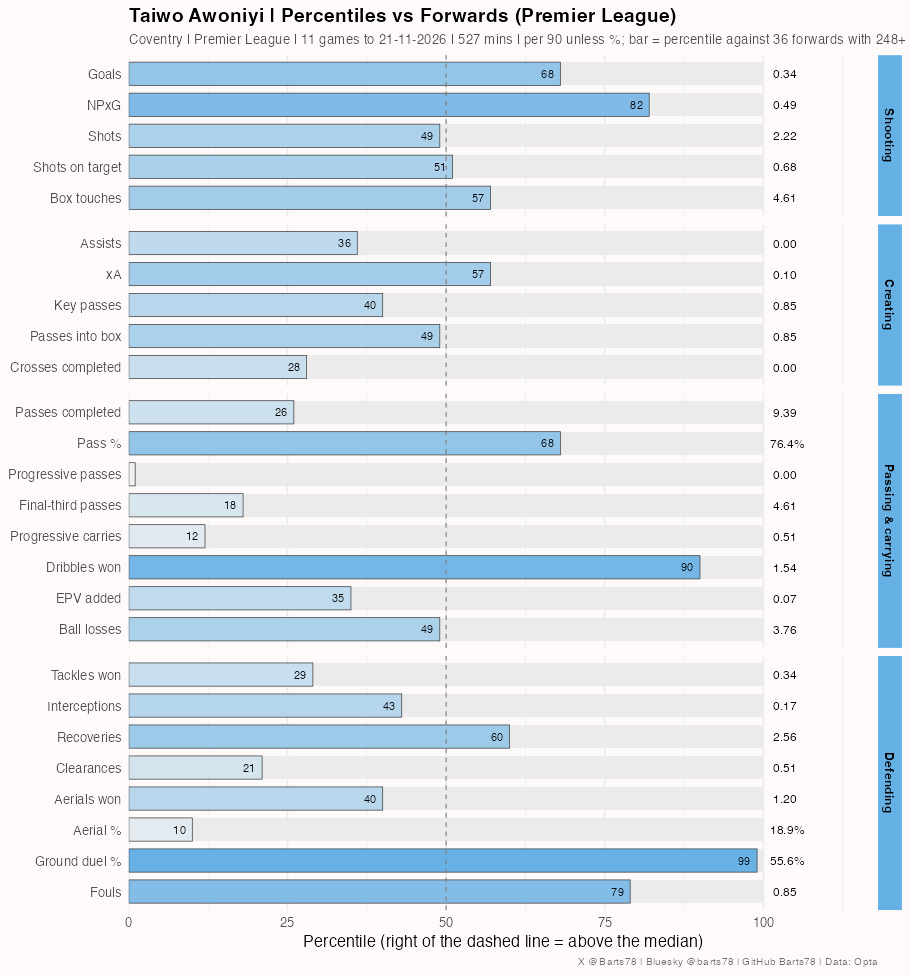 Taiwo Awoniyi | Percentiles vs Forwards (Premier League)
Coventry | Premier League | 11 games to 21-11-2026 | 527 mins | per 90 unless %; bar = percentile against 36 forwards with 248+
Goals 68 0.34
NPxG 82 0.49
Shots 49 2.22
Shots on target 51 0.68
Box touches 57 4.61
Shooting
Assists 36 0.00
xA 57 0.10
Key passes 40 0.85
Passes into box 49 0.85
Crosses completed 28 0.00
Creating
Passes completed 26 9.39
Pass % 68 76.4%
Progressive passes 0.00
Final-third passes 18 4.61
Progressive carries 12 0.51
Dribbles won 90 1.54
EPV added 35 0.07
Ball losses 49 3.76
Passing & carrying
Tackles won 29 0.34
Interceptions 43 0.17
Recoveries 60 2.56
Clearances 21 0.51
Aerials won 40 1.20
Aerial % 10 18.9%
Ground duel % 99 55.6%
Fouls 79 0.85
Defending
0 25 50 75 100
Percentile (right of the dashed line = above the median)
X @Barts78 | Bluesky @barts78 | GitHub Barts78 | Data: Opta